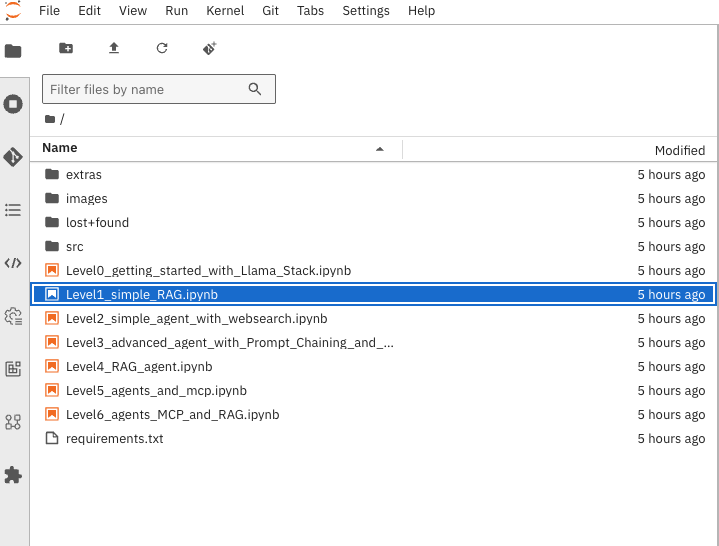 File Edit View Run Kernel Git Tabs Settings Help
Filter files by name
/
Name Modified
extras 5 hours ago
images 5 hours ago
lost+found 5 hours ago
src 5 hours ago
Level0_getting_started_with_Llama_Stack.ipynb 5 hours ago
Level1_simple_RAG.ipynb 5 hours ago
Level2_simple_agent_with_websearch.ipynb 5 hours ago
Level3_advanced_agent_with_Prompt_Chaining_and_... 5 hours ago
Level4_RAG_agent.ipynb 5 hours ago
Level5_agents_and_mcp.ipynb 5 hours ago
Level6_agents_MCP_and_RAG.ipynb 5 hours ago
requirements.txt 5 hours ago